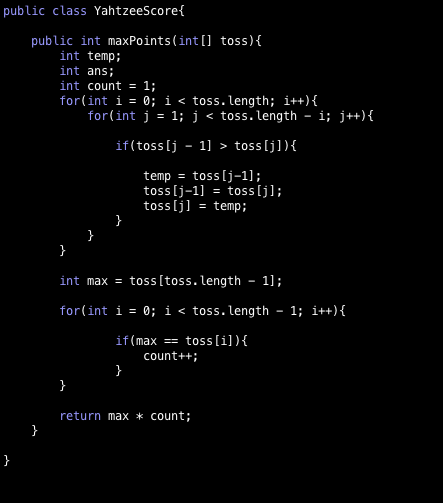 public class YahtzeeScore{
public int maxPoints(int[] toss){
int temp;
int ans;
int count = 1;
for(int i = 0; i < toss.length; i++){
for(int j = 1; j < toss.length - i; j++){
if(toss[j - 1] > toss[j]){
temp = toss[j-1];
toss[j-1] = toss[j];
toss[j] = temp;
}
}
}
int max = toss[toss.length - 1];
for(int i = 0; i < toss.length - 1; i++){
if(max == toss[i]){
count++;
}
}
return max * count;
}
}